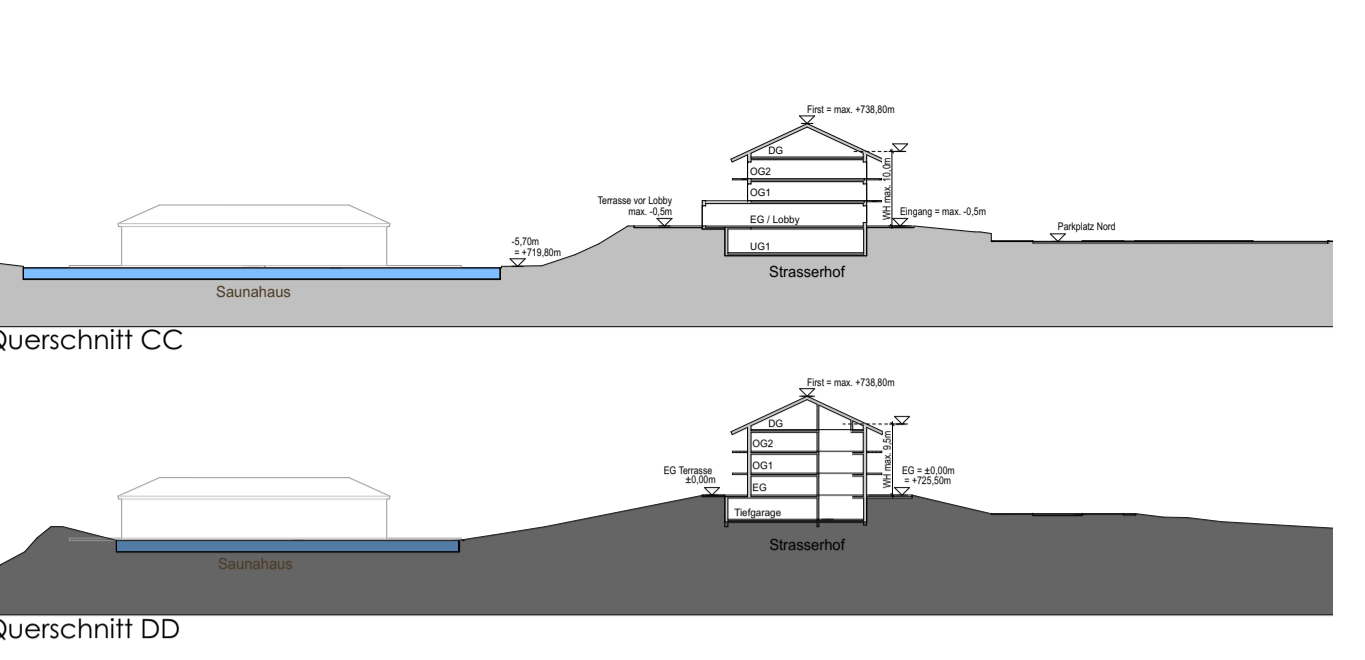 First = max. +738,80m
DG
OG2
OG1
WH max. 10,0m
Terrasse vor Lobby
max. -0,5m
EG / Lobby
Eingang = max. -0,5m
Parkplatz Nord
-5,70m
= +719,80m
UG1
Strasserhof
Saunahaus
Querschnitt CC
First = max. +738,80m
DG
OG2
OG1
WH max. 9,5m
EG Terrasse
±0,00m
EG
EG = ±0,00m
= +725,50m
Tiefgarage
Strasserhof
Saunahaus
Querschnitt DD